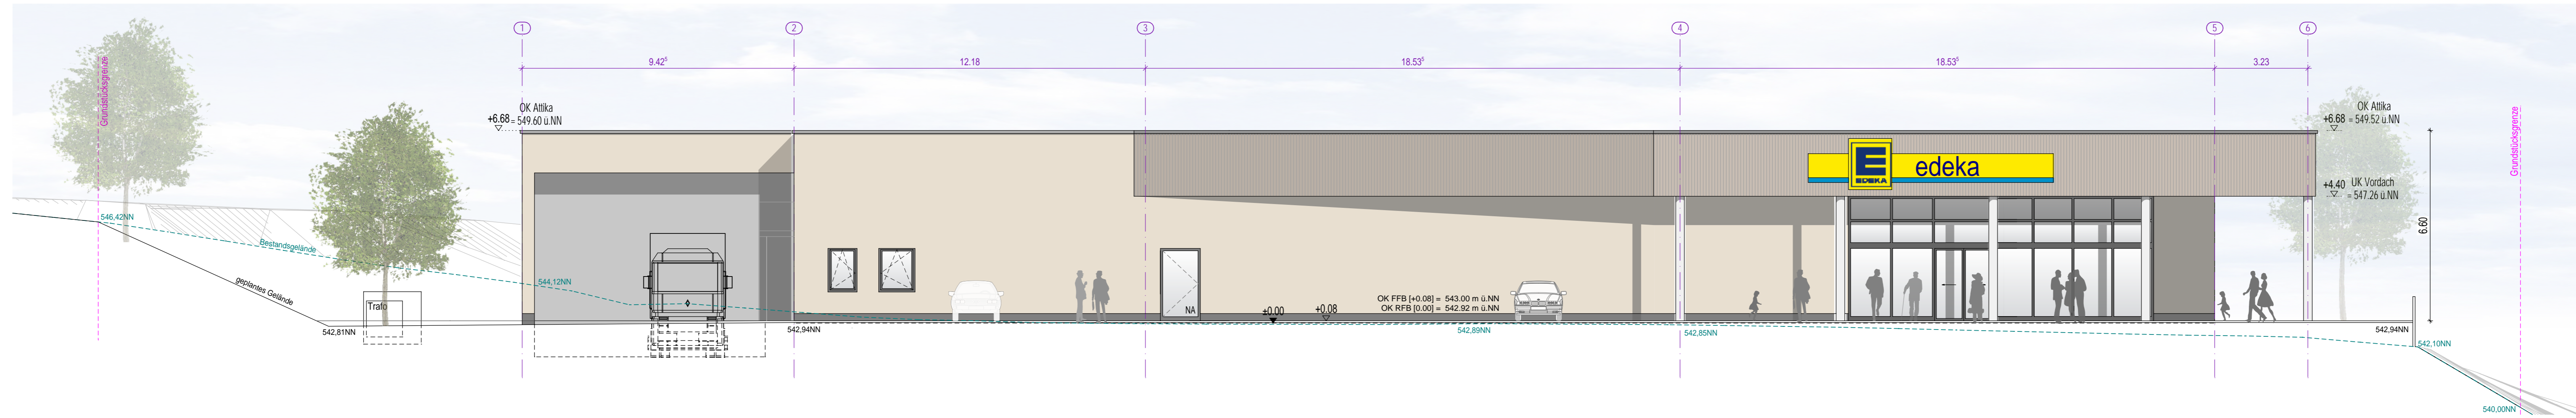 1
2
3
4
5
6
9.42⁵
12.18
18.53⁵
18.53⁵
3.23
Grundstücksgrenze
OK Attika
+6.68 = 549.60 ü.NN
OK Attika
+6.68 = 549.52 ü.NN
Grundstücksgrenze
E
EDEKA
edeka
+4.40 UK Vordach
= 547.26 ü.NN
6.60
546,42NN
Bestandsgelände
544,12NN
geplantes Gelände
Trafo
542,81NN
542,94NN
NA
±0.00
+0.08
OK FFB [+0.08] = 543.00 m ü.NN
OK RFB [0.00] = 542.92 m ü.NN
542,89NN
542,85NN
542,94NN
542,10NN
540,00NN